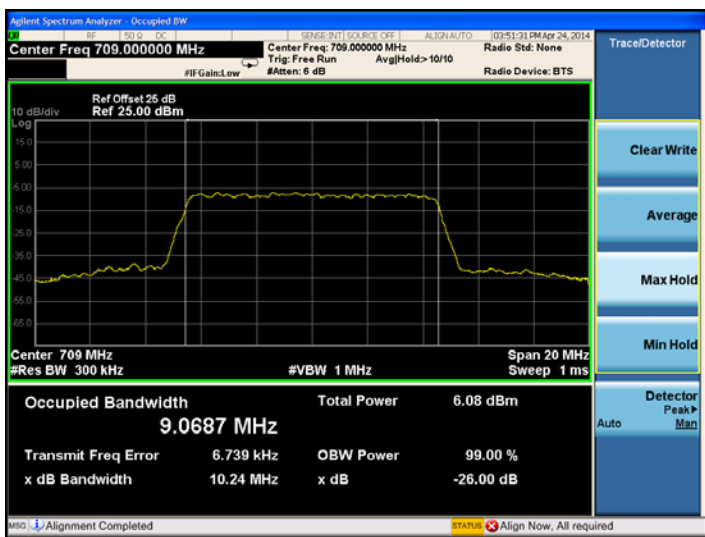 Agilent Spectrum Analyzer - Occupied BW
RF 50 Ω DC SENSE:INT SOURCE OFF ALIGN AUTO 03:51:31 PM Apr 24, 2014
Center Freq 709.000000 MHz
Center Freq: 709.000000 MHz
Radio Std: None
Trig: Free Run Avg|Hold:>10/10
#IFGain:Low
#Atten: 6 dB
Radio Device: BTS
Trace/Detector
Ref Offset 25 dB
10 dB/div Ref 25.00 dBm
Log
15.0
5.00
-5.00
-15.0
-25.0
-35.0
-45.0
-55.0
-65.0
Center 709 MHz Span 20 MHz
#Res BW 300 kHz #VBW 1 MHz Sweep 1 ms
Occupied Bandwidth
9.0687 MHz
Total Power 6.08 dBm
Transmit Freq Error 6.739 kHz OBW Power 99.00 %
x dB Bandwidth 10.24 MHz x dB -26.00 dB
Clear Write
Average
Max Hold
Min Hold
Detector
Peak▶
Auto Man
MSG Alignment Completed
STATUS Align Now, All required